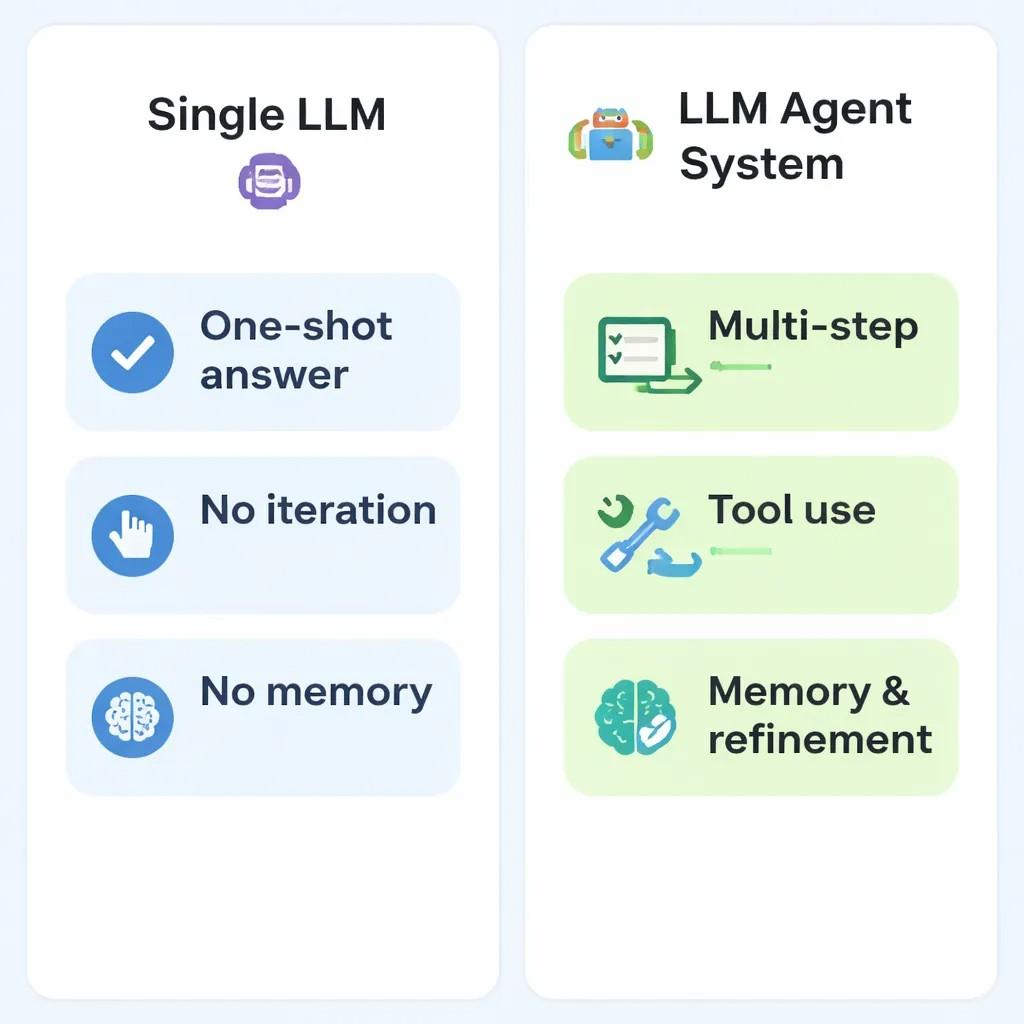 Single LLM
One-shot
answer
No iteration
No memory
LLM Agent
System
Multi-step
Tool use
Memory &
refinement